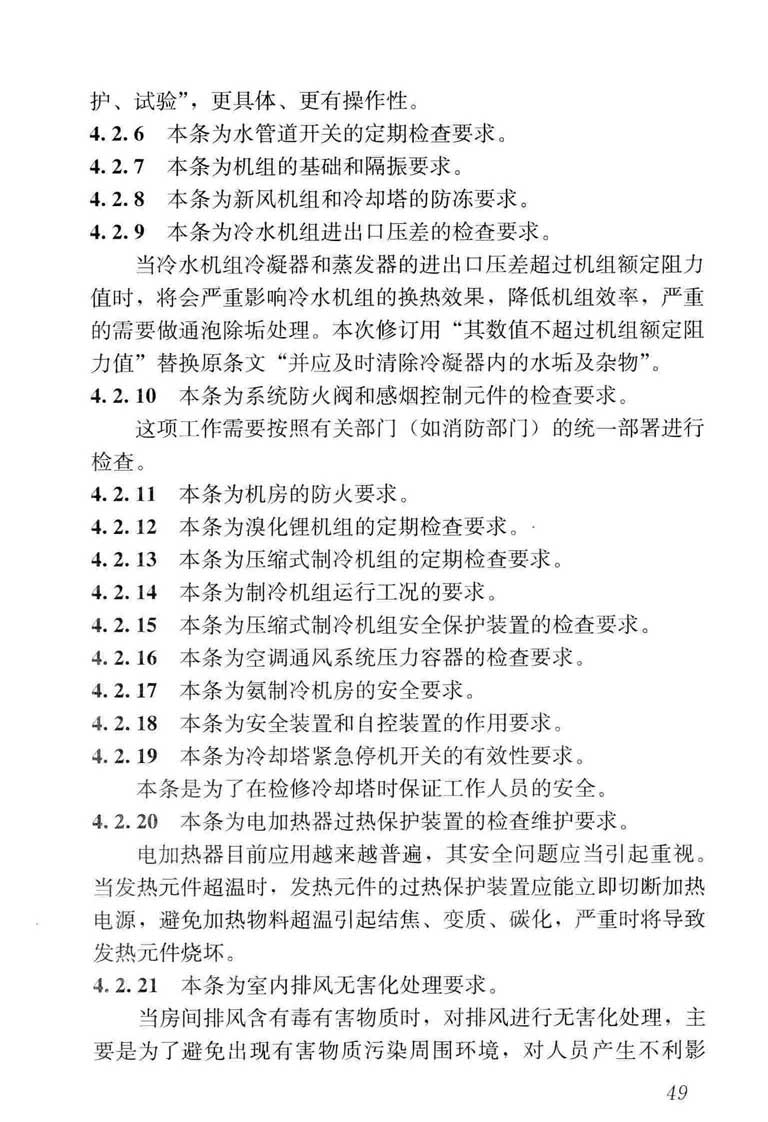 护、试验”，更具体、更有操作性。
4.2.6 本条为水管道开关的定期检查要求。
4.2.7 本条为机组的基础和隔振要求。
4.2.8 本条为新风机组和冷却塔的防冻要求。
4.2.9 本条为冷水机组进出口压差的检查要求。
当冷水机组冷凝器和蒸发器的进出口压差超过机组额定阻力
值时，将会严重影响冷水机组的换热效果，降低机组效率，严重
的需要做通泡除垢处理。本次修订用“其数值不超过机组额定阻
力值”替换原条文“并应及时清除冷凝器内的水垢及杂物”。
4.2.10 本条为系统防火阀和感烟控制元件的检查要求。
这项工作需要按照有关部门（如消防部门）的统一部署进行
检查。
4.2.11 本条为机房的防火要求。
4.2.12 本条为溴化锂机组的定期检查要求。
4.2.13 本条为压缩式制冷机组的定期检查要求。
4.2.14 本条为制冷机组运行工况的要求。
4.2.15 本条为压缩式制冷机组安全保护装置的检查要求。
4.2.16 本条为空调通风系统压力容器的检查要求。
4.2.17 本条为氨制冷机房的安全要求。
4.2.18 本条为安全装置和自控装置的作用要求。
4.2.19 本条为冷却塔紧急停机开关的有效性要求。
本条是为了在检修冷却塔时保证工作人员的安全。
4.2.20 本条为电加热器过热保护装置的检查维护要求。
电加热器目前应用越来越普遍，其安全问题应当引起重视。
当发热元件超温时，发热元件的过热保护装置应能立即切断加热
电源，避免加热物料超温引起结焦、变质、碳化，严重时将导致
发热元件烧坏。
4.2.21 本条为室内排风无害化处理要求。
当房间排风含有毒有害物质时，对排风进行无害化处理，主
要是为了避免出现有害物质污染周围环境，对人员产生不利影
49